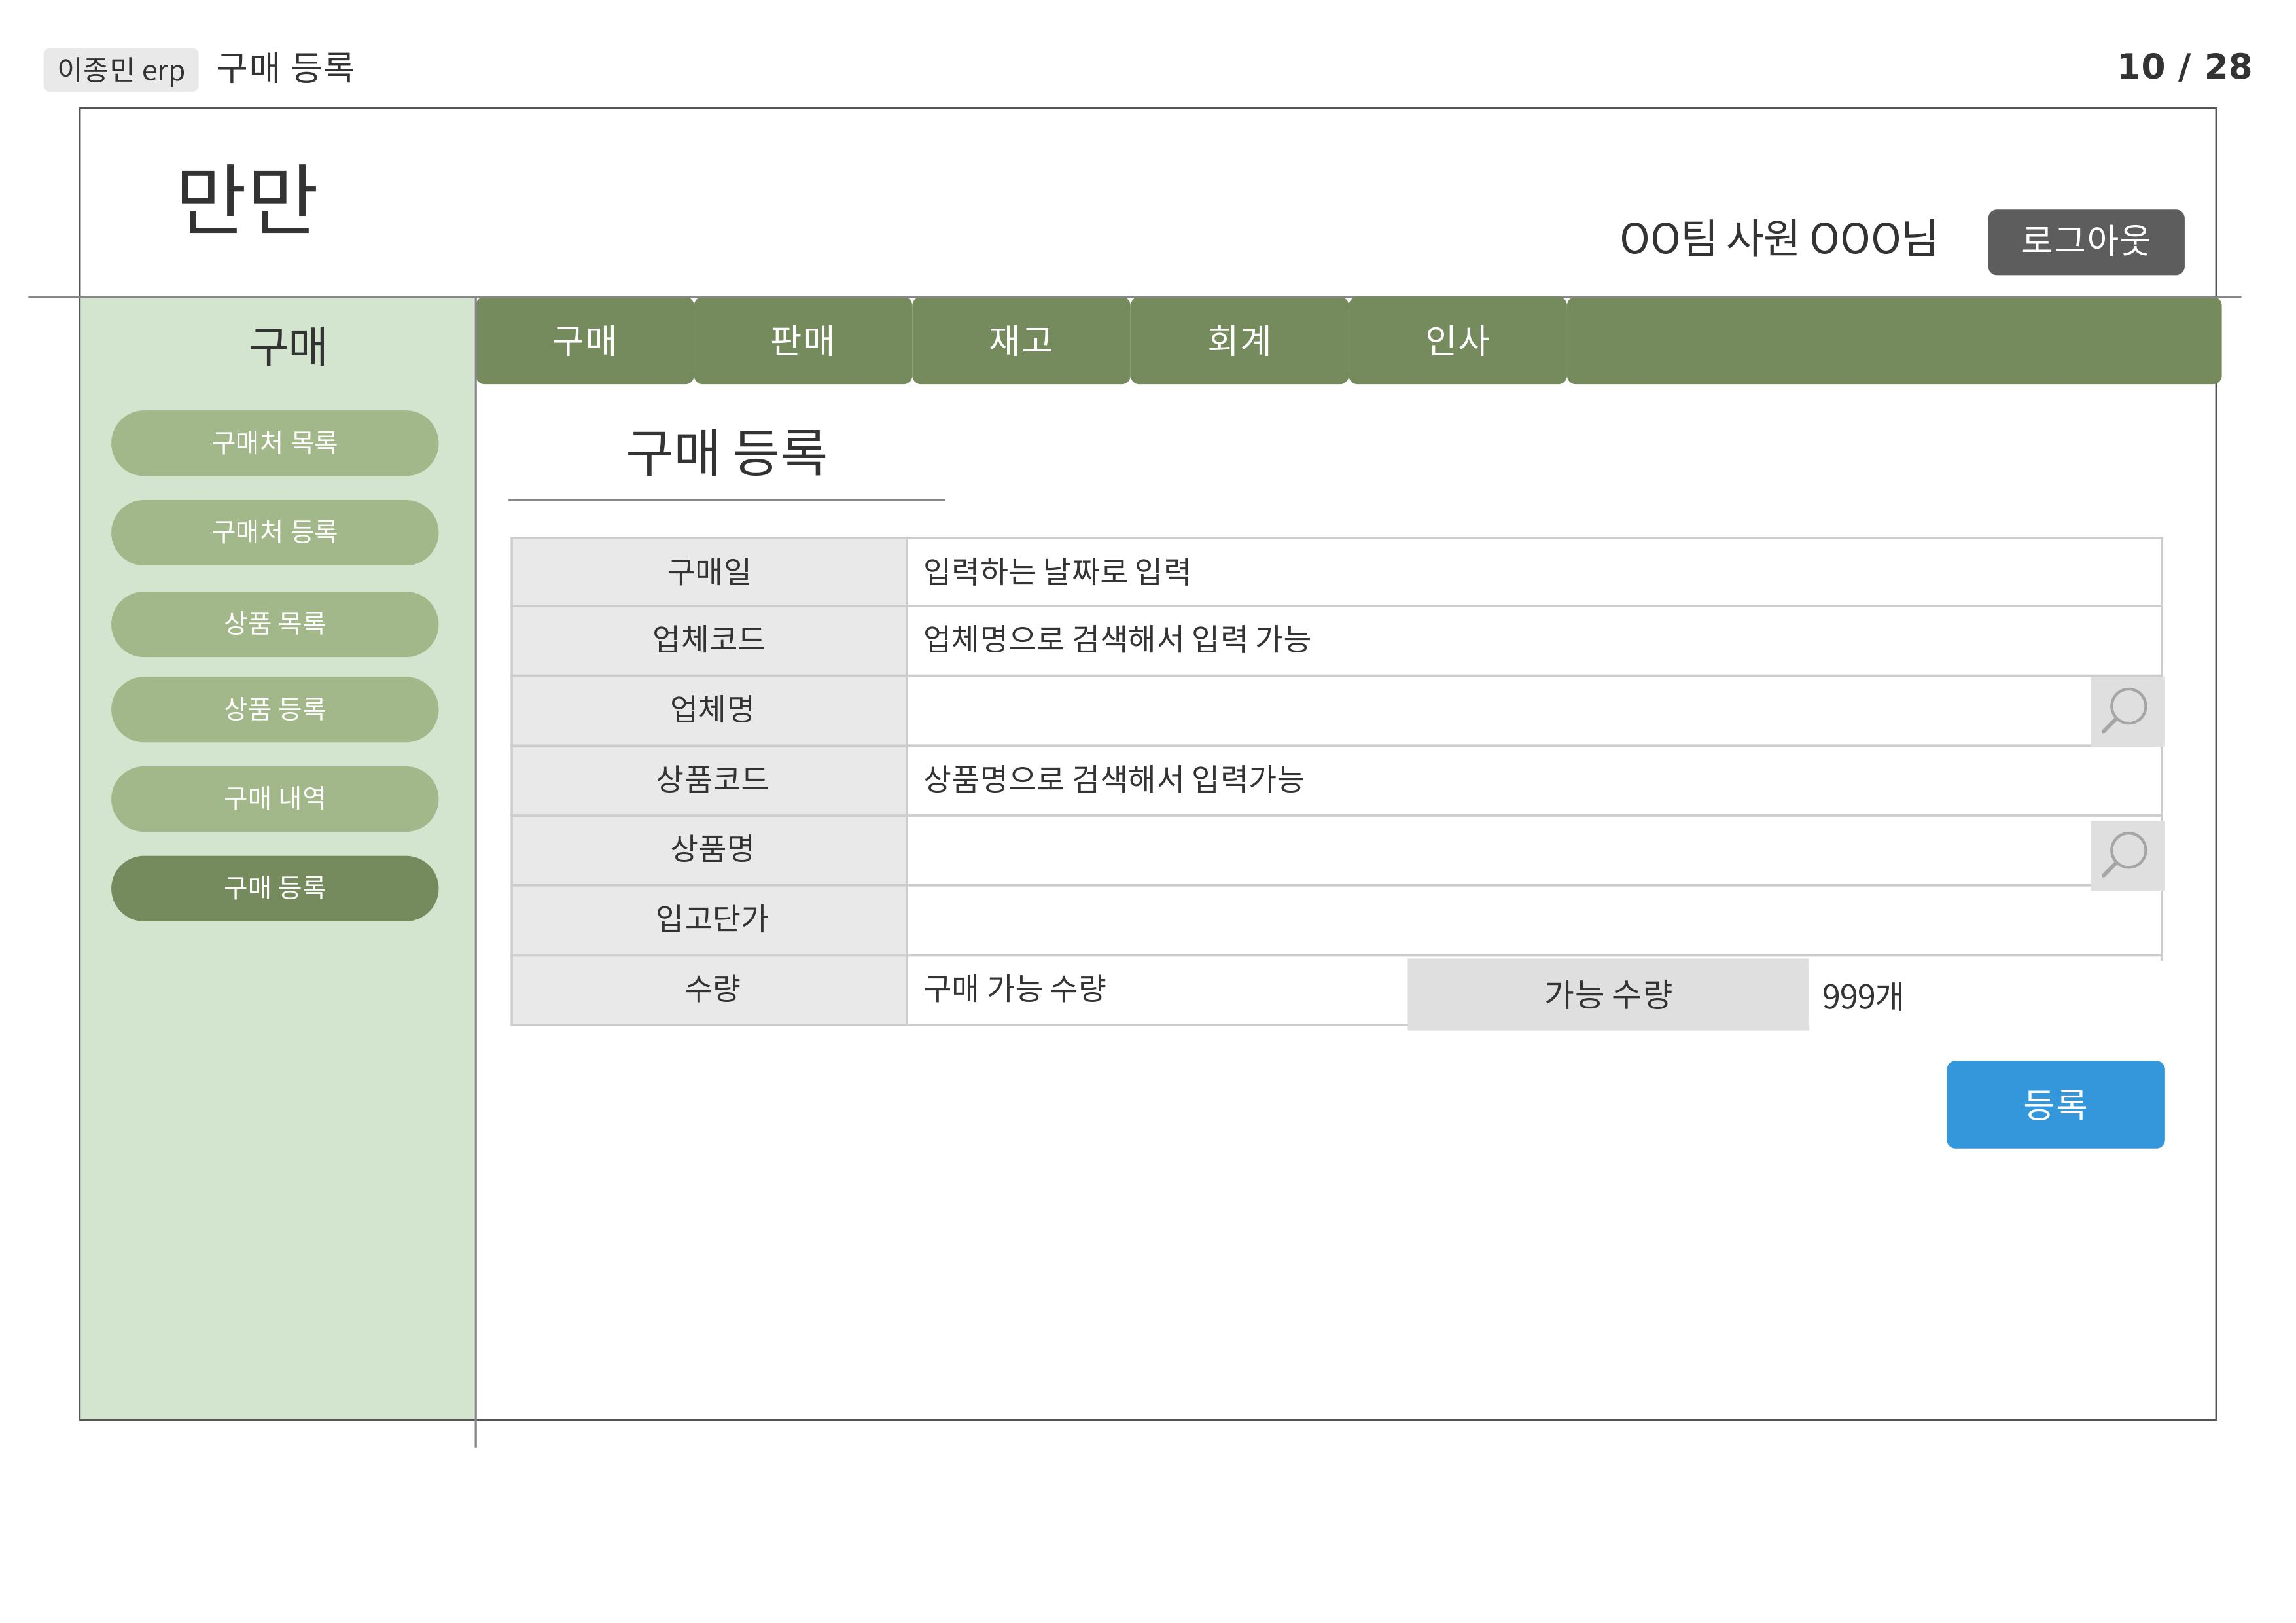 이종민 erp 구매 등록 10 / 28
만만
OO팀 사원 OOO님 로그아웃
구매 판매 재고 회계 인사
구매
구매처 목록
구매처 등록
상품 목록
상품 등록
구매 내역
구매 등록
구매 등록
구매일 입력하는 날짜로 입력
업체코드 업체명으로 검색해서 입력 가능
업체명
상품코드 상품명으로 검색해서 입력가능
상품명
입고단가
수량 구매 가능 수량 가능 수량 999개
등록